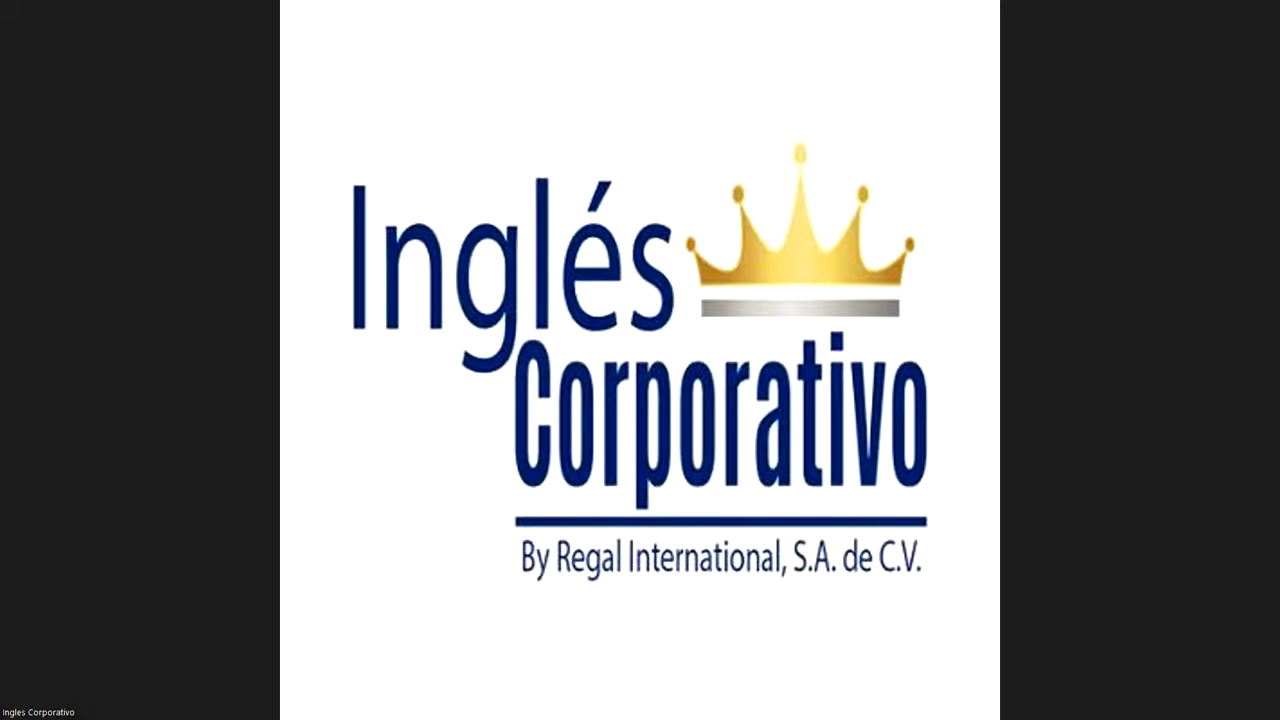 Inglés
Corporativo
By Regal International, S.A. de C.V.
Ingles Corporativo